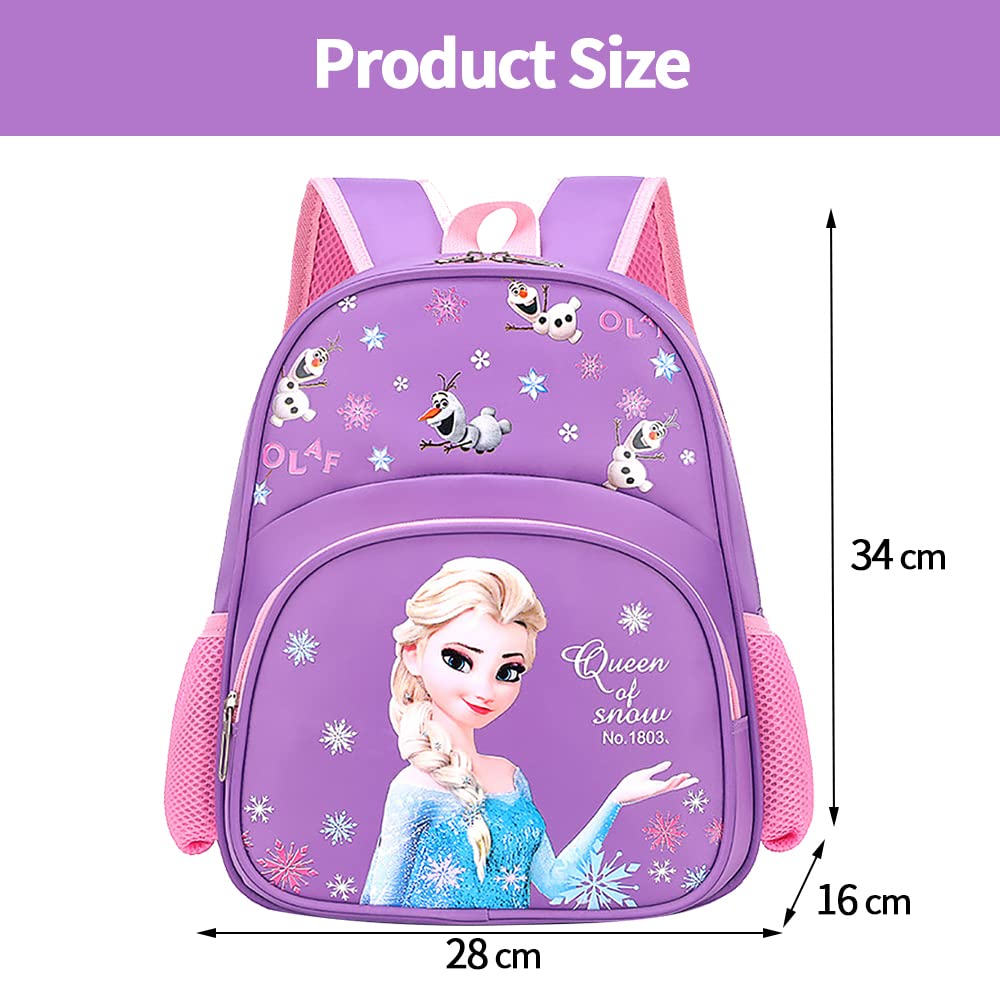 Product Size
OLAF
OLAF
Queen
of
snow
No.1803、
34 cm
16 cm
28 cm